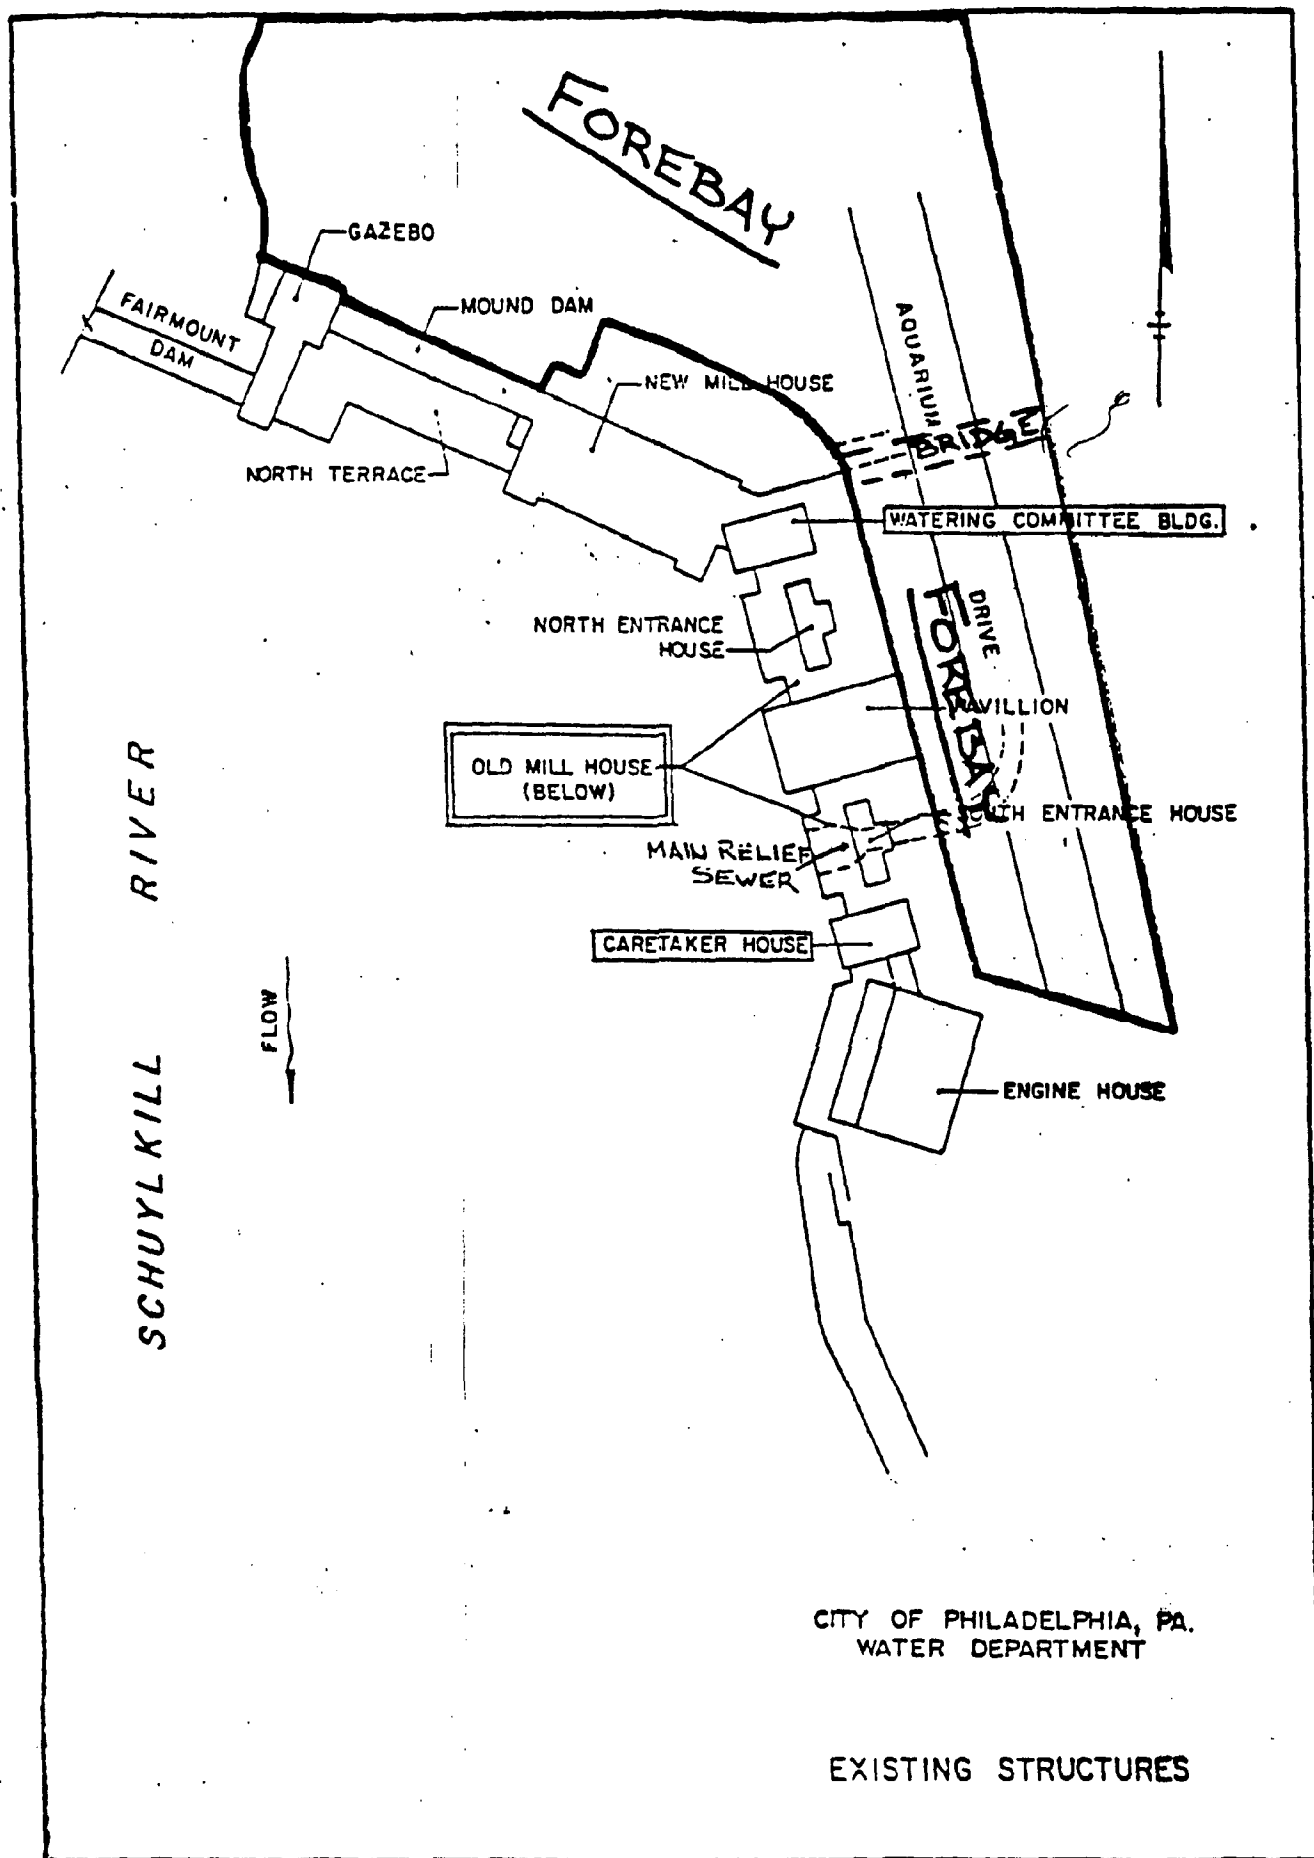 FOREBAY
GAZEBO
FAIRMOUNT
DAM
MOUND DAM
AQUARIUM
NEW MILL HOUSE
BRIDGE
NORTH TERRACE
WATERING COMMITTEE BLDG.
DRIVE
FOREBAY
NORTH ENTRANCE
HOUSE
PAVILLION
OLD MILL HOUSE
(BELOW)
SOUTH ENTRANCE HOUSE
MAIN RELIEF
SEWER
CARETAKER HOUSE
SCHUYLKILL RIVER
FLOW
ENGINE HOUSE
CITY OF PHILADELPHIA, PA.
WATER DEPARTMENT
EXISTING STRUCTURES